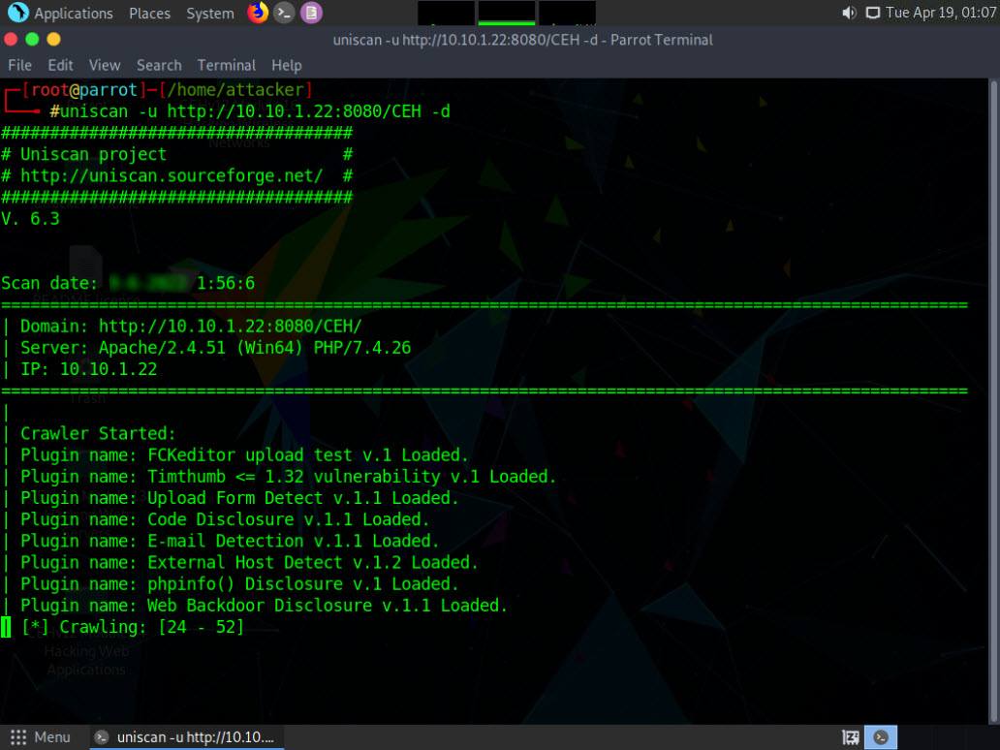 Applications Places System Tue Apr 19, 01:07
uniscan -u http://10.10.1.22:8080/CEH -d - Parrot Terminal
File Edit View Search Terminal Help
[root@parrot]─[/home/attacker]
#uniscan -u http://10.10.1.22:8080/CEH -d
####################################
# Uniscan project #
# http://uniscan.sourceforge.net/ #
####################################
V. 6.3
Scan date: 1:56:6
===================================================================================================
| Domain: http://10.10.1.22:8080/CEH/
| Server: Apache/2.4.51 (Win64) PHP/7.4.26
| IP: 10.10.1.22
===================================================================================================
|
| Crawler Started:
| Plugin name: FCKeditor upload test v.1 Loaded.
| Plugin name: Timthumb <= 1.32 vulnerability v.1 Loaded.
| Plugin name: Upload Form Detect v.1.1 Loaded.
| Plugin name: Code Disclosure v.1.1 Loaded.
| Plugin name: E-mail Detection v.1.1 Loaded.
| Plugin name: External Host Detect v.1.2 Loaded.
| Plugin name: phpinfo() Disclosure v.1 Loaded.
| Plugin name: Web Backdoor Disclosure v.1.1 Loaded.
| [*] Crawling: [24 - 52]
Hacking Web
Applications
Trash
Networks
Menu uniscan -u http://10.10....